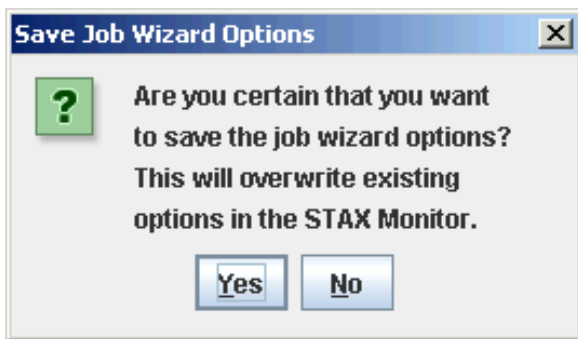 Save Job Wizard Options
?
Are you certain that you want
to save the job wizard options?
This will overwrite existing
options in the STAX Monitor.
Yes No